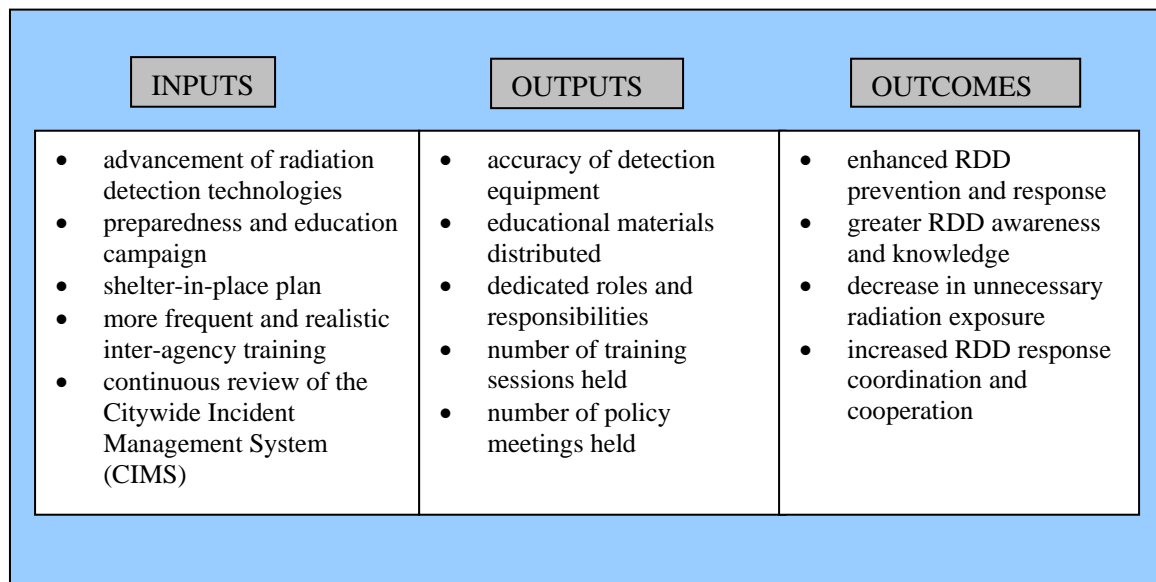 INPUTS
OUTPUTS
OUTCOMES
• advancement of radiation
detection technologies
• preparedness and education
campaign
• shelter-in-place plan
• more frequent and realistic
inter-agency training
• continuous review of the
Citywide Incident
Management System
(CIMS)
• accuracy of detection
equipment
• educational materials
distributed
• dedicated roles and
responsibilities
• number of training
sessions held
• number of policy
meetings held
• enhanced RDD
prevention and response
• greater RDD awareness
and knowledge
• decrease in unnecessary
radiation exposure
• increased RDD response
coordination and
cooperation